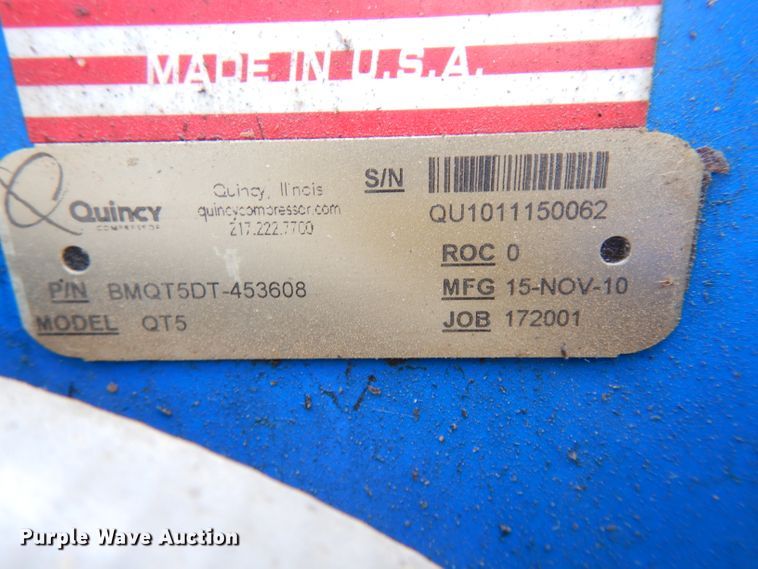 MADE IN U.S.A.
Quincy
COMPRESSOR
Quincy, Illinois
quincycompressor.com
217.222.7700
S/N
QU1011150062
ROC 0
P/N BMQT5DT-453608
MFG 15-NOV-10
MODEL QT5
JOB 172001
Purple Wave Auction